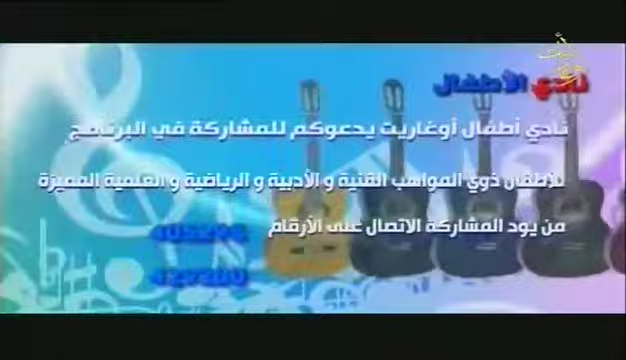 نادي الأطفال
نادي أطفال أوغاريت يدعوكم للمشاركة في البرنامج
للأطفال ذوي المواهب الفنية و الأدبية و الرياضية و العلمية المميزة
من يود المشاركة الاتصال على الأرقام